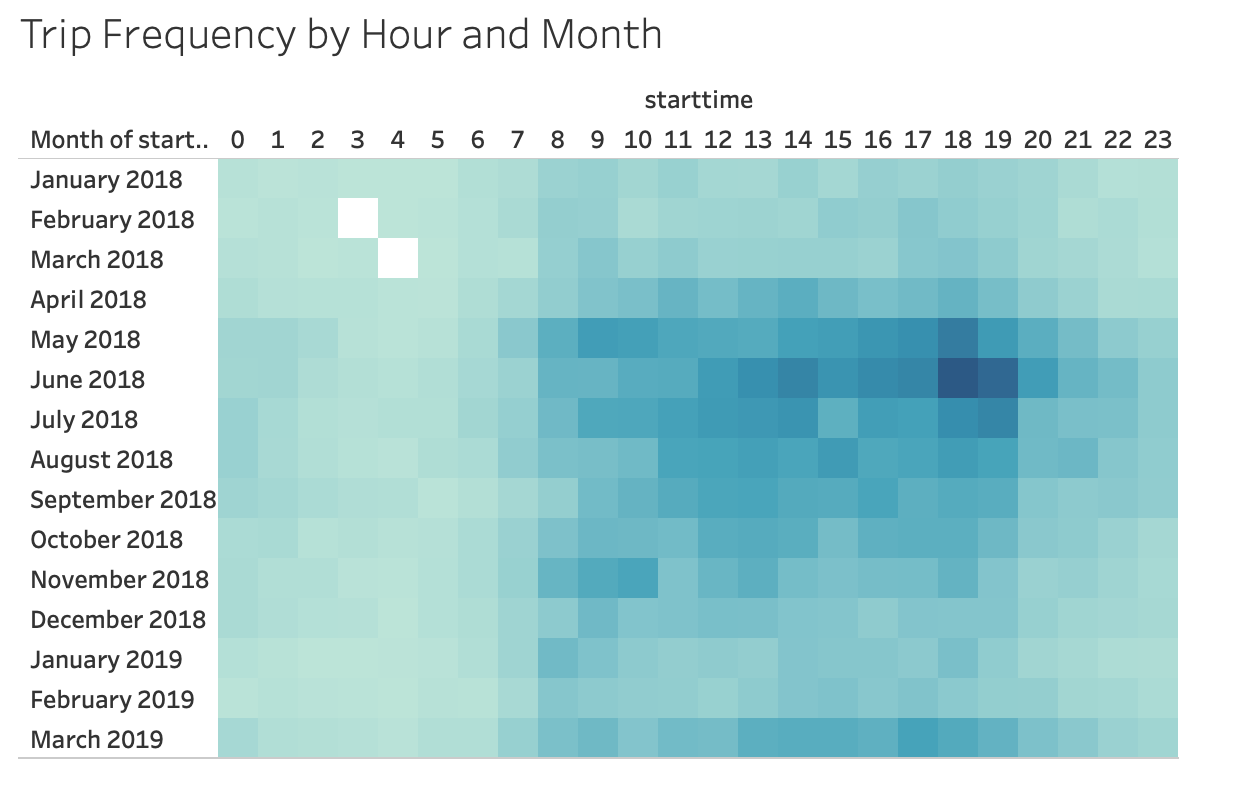 Trip Frequency by Hour and Month
starttime
Month of start.. 0 1 2 3 4 5 6 7 8 9 10 11 12 13 14 15 16 17 18 19 20 21 22 23
January 2018
February 2018
March 2018
April 2018
May 2018
June 2018
July 2018
August 2018
September 2018
October 2018
November 2018
December 2018
January 2019
February 2019
March 2019